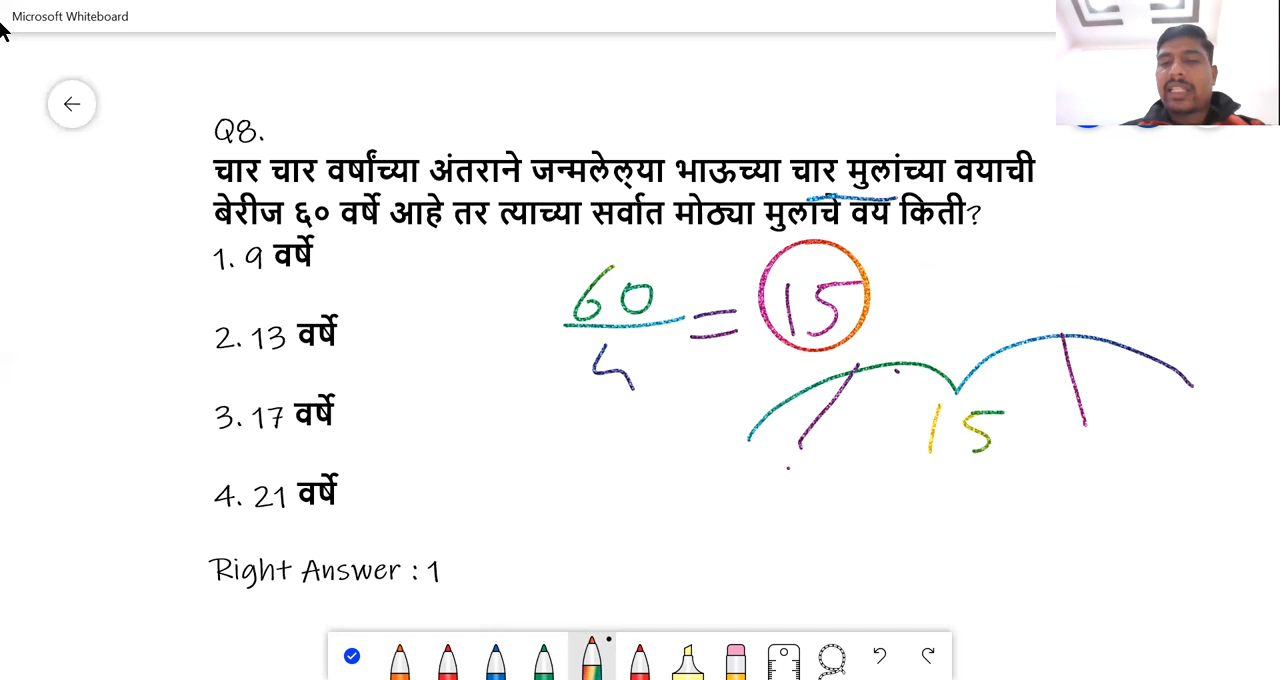 Microsoft Whiteboard
Q8.
चार चार वर्षांच्या अंतराने जन्मलेल्या भाऊच्या चार मुलांच्या वयाची
बेरीज ६० वर्षे आहे तर त्याच्या सर्वात मोठ्या मुलाचे वय किती?
1. 9 वर्षे
60
4
= 15
2. 13 वर्षे
15
3. 17 वर्षे
4. 21 वर्षे
Right Answer : 1